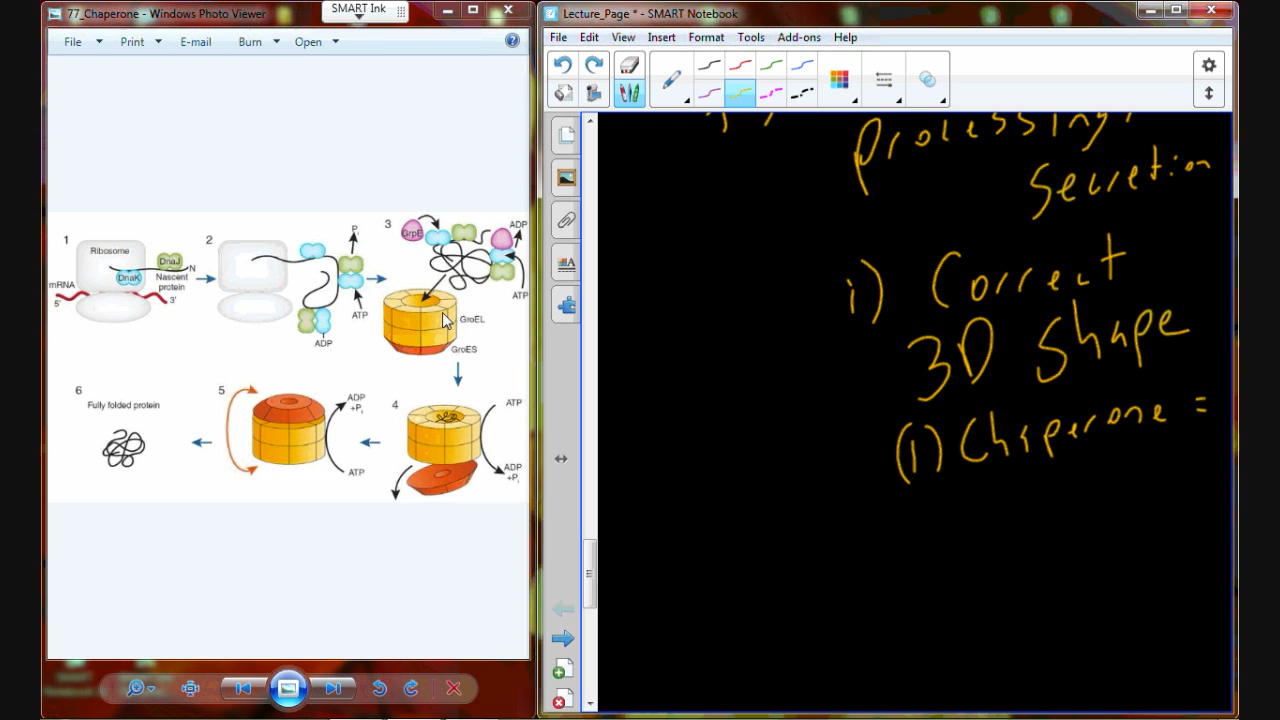 77_Chaperone - Windows Photo Viewer
SMART Ink
File Print E-mail Burn Open
1
Ribosome
DnaJ
DnaK
N
Nascent
protein
mRNA
5'
3'
2
Pi
ATP
ADP
3
GrpE
ADP
ATP
GroEL
GroES
6
Fully folded protein
5
ADP
+Pi
ATP
4
ATP
ADP
+Pi
Lecture_Page * - SMART Notebook
File Edit View Insert Format Tools Add-ons Help
Processing,
Secretion
i) Correct
3D Shape
(1) Chaperone =